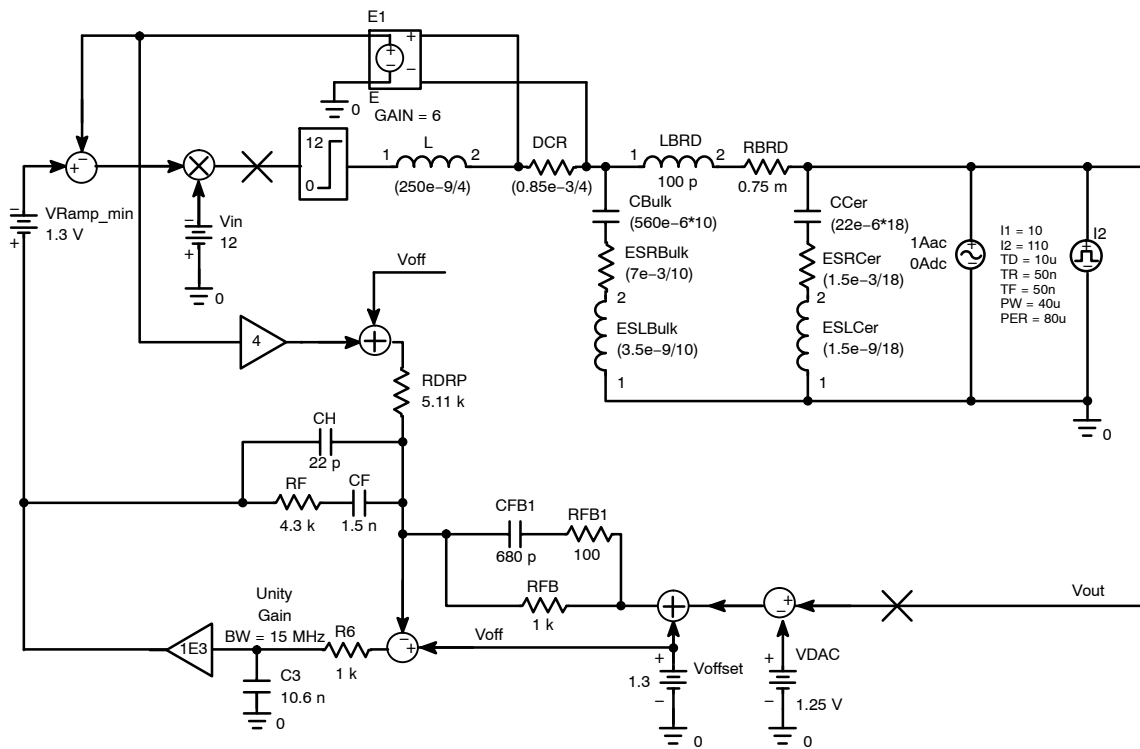 E1
+
−
+
−
E
0
GAIN = 6
−
+
12
0
1
L
2
(250e-9/4)
DCR
(0.85e-3/4)
1
LBRD
2
100 p
RBRD
0.75 m
−
+
VRamp_min
1.3 V
−
+
Vin
12
0
CBulk
(560e-6*10)
ESRBulk
(7e-3/10)
2
ESLBulk
(3.5e-9/10)
1
CCer
(22e-6*18)
ESRCer
(1.5e-3/18)
2
ESLCer
(1.5e-9/18)
1
1Aac
0Adc
+
−
I1 = 10
I2 = 110
TD = 10u
TR = 50n
TF = 50n
PW = 40u
PER = 80u
I2
+
−
0
Voff
4
RDRP
5.11 k
CH
22 p
RF
4.3 k
CF
1.5 n
CFB1
680 p
RFB1
100
RFB
1 k
Vout
+
−
Unity
Gain
BW = 15 MHz
1E3
R6
1 k
−
+
Voff
C3
10.6 n
0
+
−
1.3
Voffset
0
VDAC
+
−
1.25 V
0